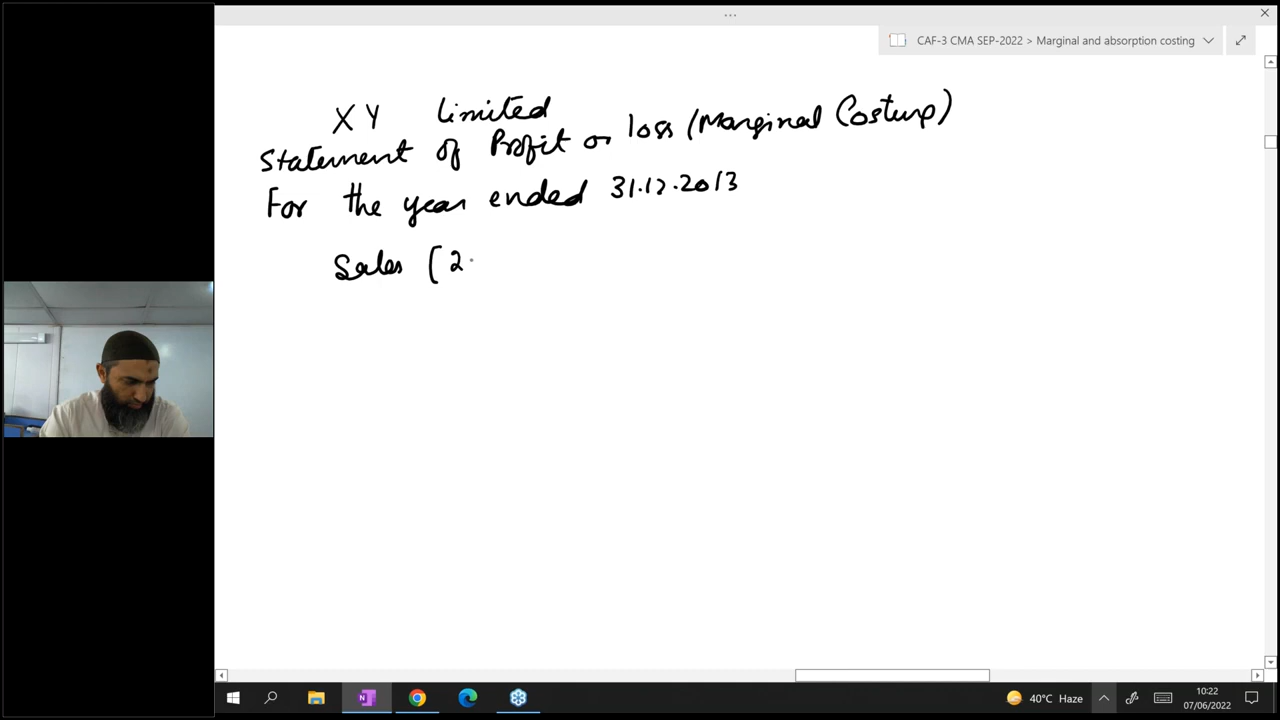 CAF-3 CMA SEP-2022 > Marginal and absorption costing
XY Limited
Statement of Profit or loss (Marginal Costing)
For the year ended 31.12.2013
Sales (2
40°C Haze
10:22
07/06/2022